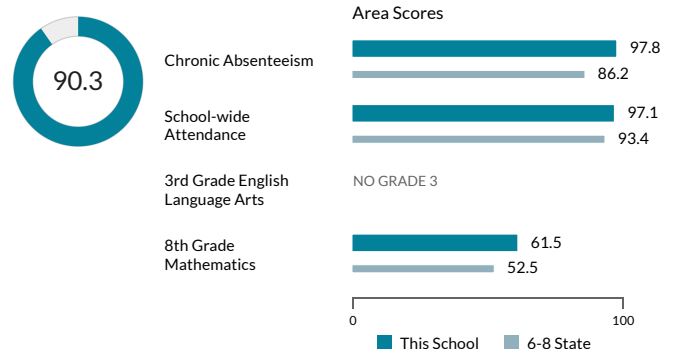 Area Scores
90.3
Chronic Absenteeism
97.8
86.2
School-wide
Attendance
97.1
93.4
3rd Grade English
Language Arts
NO GRADE 3
8th Grade
Mathematics
61.5
52.5
0 100
This School 6-8 State